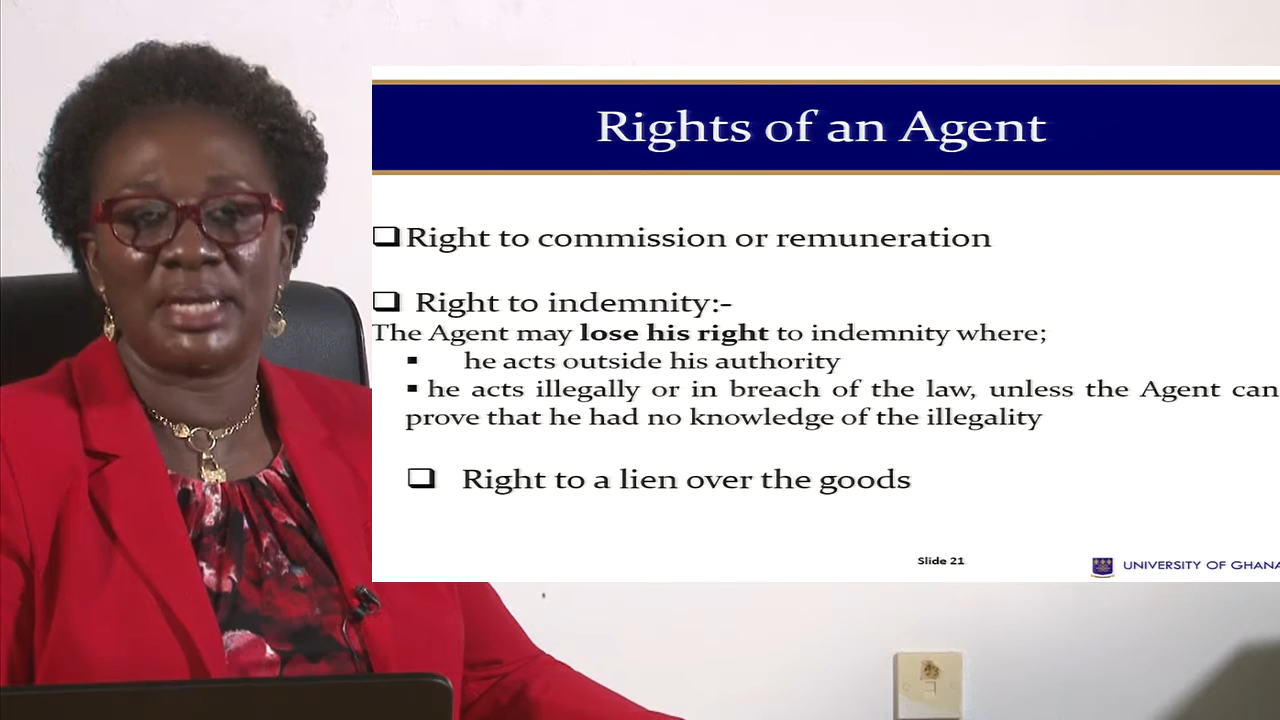 Rights of an Agent
❑Right to commission or remuneration
❑ Right to indemnity:-
The Agent may lose his right to indemnity where;
▪ he acts outside his authority
▪ he acts illegally or in breach of the law, unless the Agent can
prove that he had no knowledge of the illegality
❑ Right to a lien over the goods
Slide 21
UNIVERSITY OF GHANA